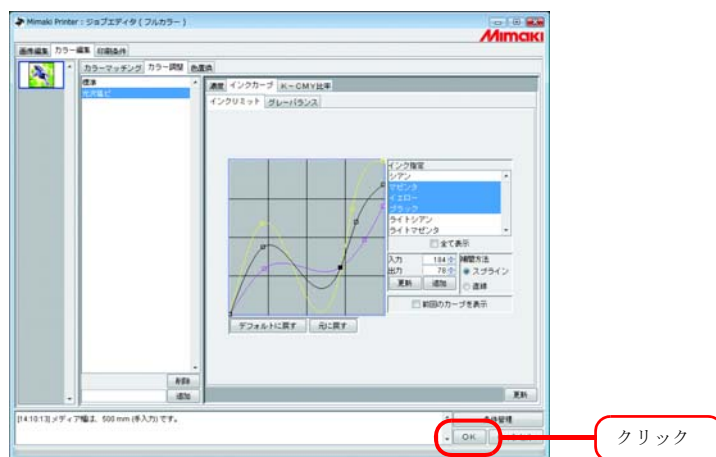 Mimaki Printer : ジョブエディタ ( フルカラー )
Mimaki
画像編集 カラー編集 印刷条件
カラーマッチング カラー調整 色置換
標準
光沢塩ビ
濃度 インクカーブ K-CMY比率
インクリミット グレーバランス
インク指定
シアン
マゼンタ
イエロー
ブラック
ライトシアン
ライトマゼンタ
全て表示
入力 184
出力 78
更新 追加
補間方法
スプライン
直線
前回のカーブを表示
デフォルトに戻す 元に戻す
削除
追加
更新
[14:10:13] メディア幅は、 500 mm (手入力) です。
条件管理
OK
クリック